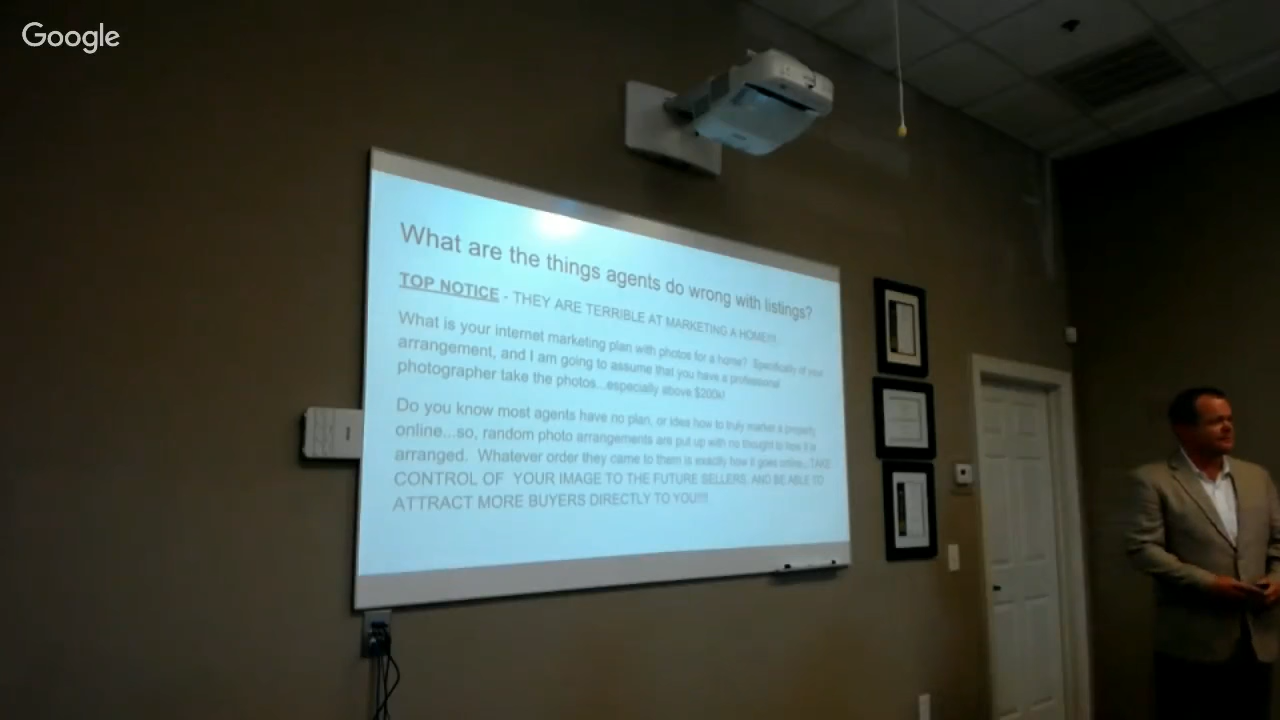 Google
What are the things agents do wrong with listings?
TOP NOTICE - THEY ARE TERRIBLE AT MARKETING A HOME!!!!
What is your internet marketing plan with photos for a home? Specifically of your
arrangement, and I am going to assume that you have a professional
photographer take the photos...especially above $200k!
Do you know most agents have no plan, or idea how to truly market a property
online...so, random photo arrangements are put up with no thought to how it is
arranged. Whatever order they came to them is exactly how it goes online...TAKE
CONTROL OF YOUR IMAGE TO THE FUTURE SELLERS, AND BE ABLE TO
ATTRACT MORE BUYERS DIRECTLY TO YOU!!!!